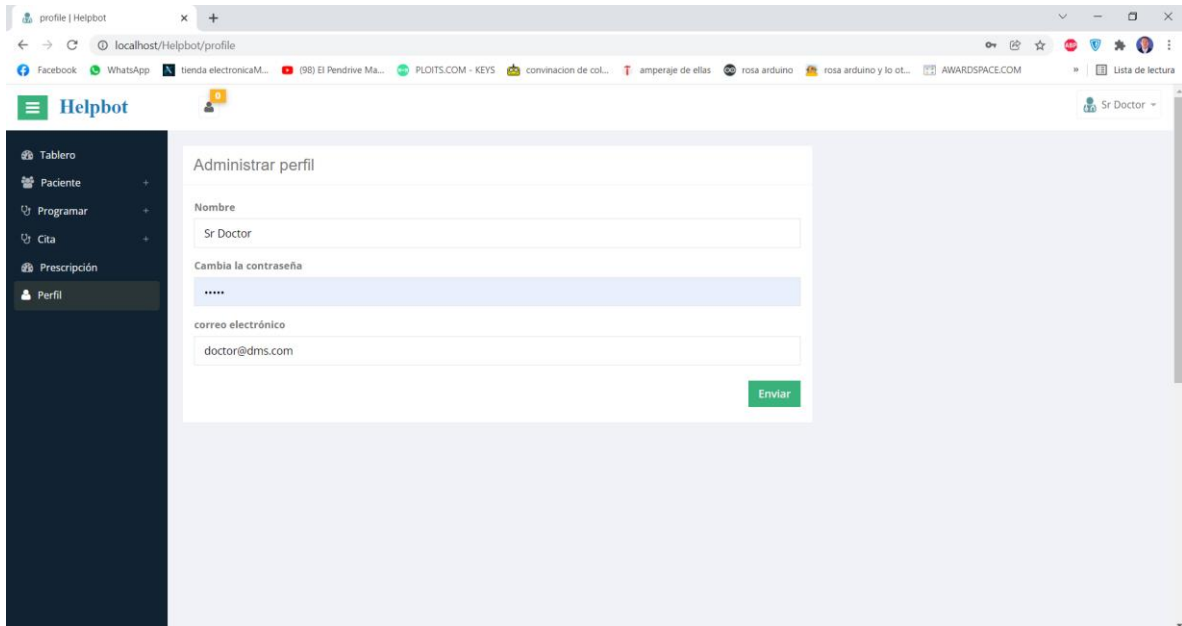 profile | Helpbot
localhost/Helpbot/profile
Facebook WhatsApp tienda electronicaM... (98) El Pendrive Ma... PLOITS.COM - KEYS convinacion de col... amperaje de ellas rosa arduino rosa arduino y lo ot... AWARDSPACE.COM » Lista de lectura
Helpbot 0 Sr Doctor
Tablero
Paciente +
Programar +
Cita +
Prescripción
Perfil
Administrar perfil
Nombre
Sr Doctor
Cambia la contraseña
•••••
correo electrónico
doctor@dms.com
Enviar